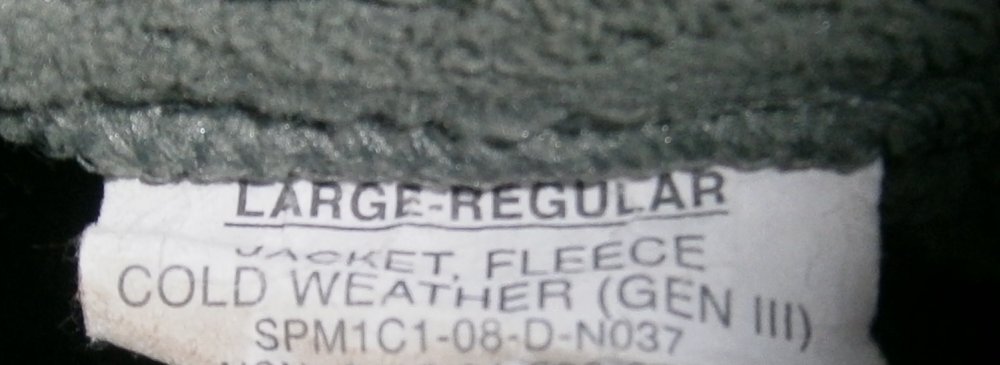 LARGE-REGULAR
JACKET, FLEECE
COLD WEATHER (GEN III)
SPM1C1-08-D-N037